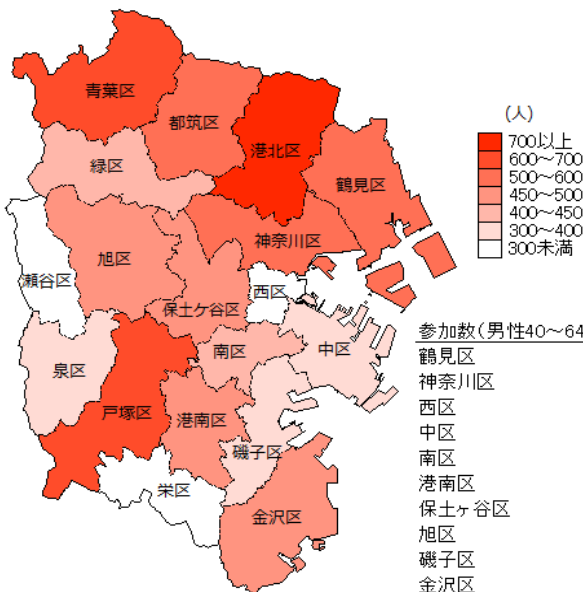 青葉区
都筑区
港北区
緑区
鶴見区
神奈川区
旭区
瀬谷区
保土ケ谷区
西区
泉区
南区
中区
戸塚区
港南区
磯子区
栄区
金沢区
(人)
700以上
600～700
500～600
450～500
400～450
300～400
300未満
参加数(男性40～64
鶴見区
神奈川区
西区
中区
南区
港南区
保土ヶ谷区
旭区
磯子区
金沢区